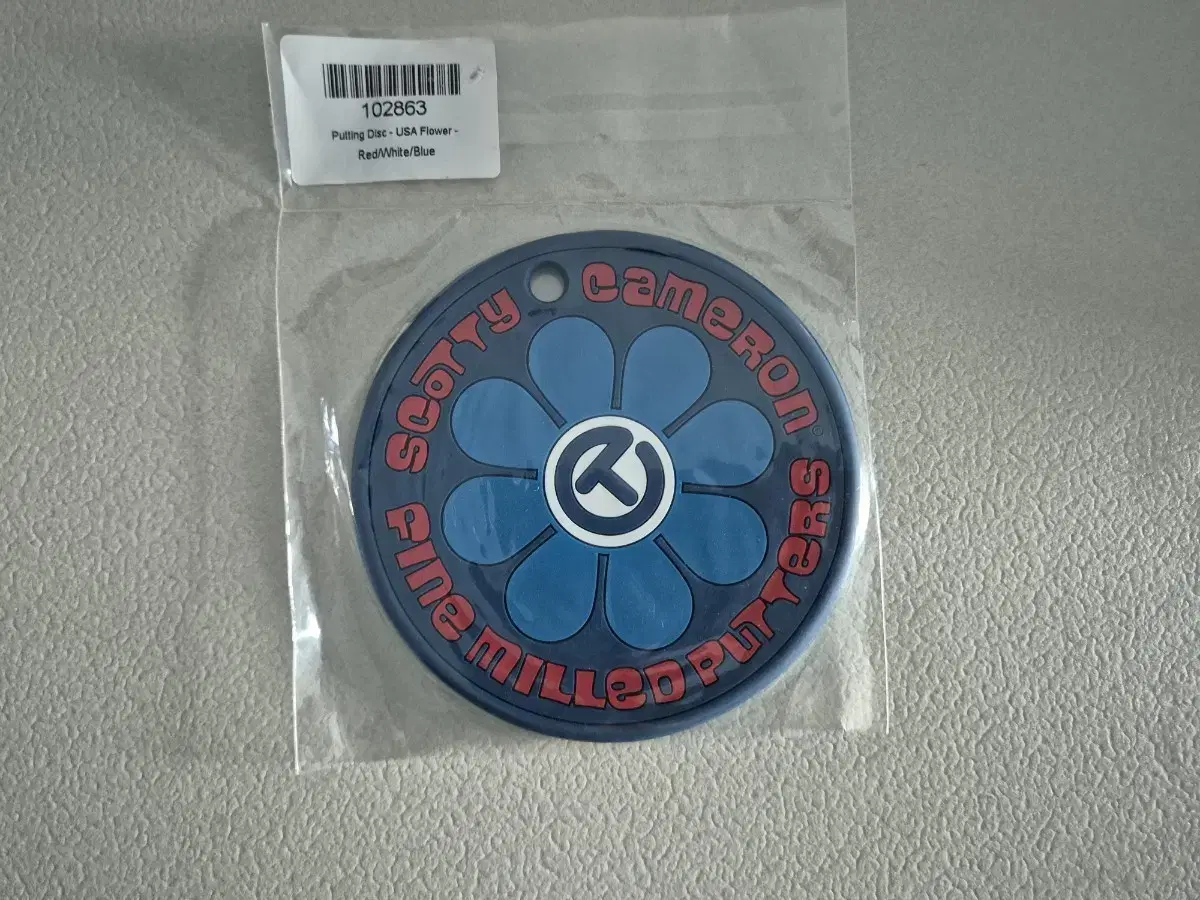 102863
Putting Disc - USA Flower -
Red/White/Blue
SCOTTY CAMERON®
FINE MILLED PUTTERS